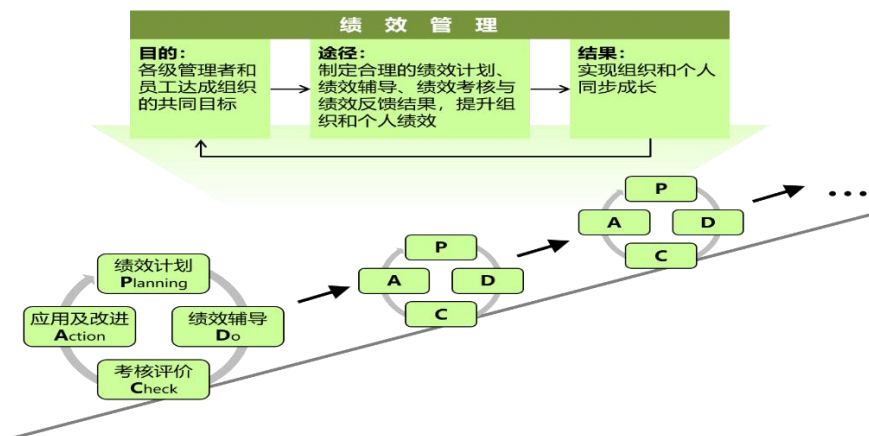 绩 效 管 理
目的：
各级管理者和
员工达成组织
的共同目标
途径：
制定合理的绩效计划、
绩效辅导、绩效考核与
绩效反馈结果，提升组
织和个人绩效
结果：
实现组织和个人
同步成长
绩效计划
Planning
应用及改进
Action
绩效辅导
Do
考核评价
Check
P
A
D
C
P
A
D
C
...